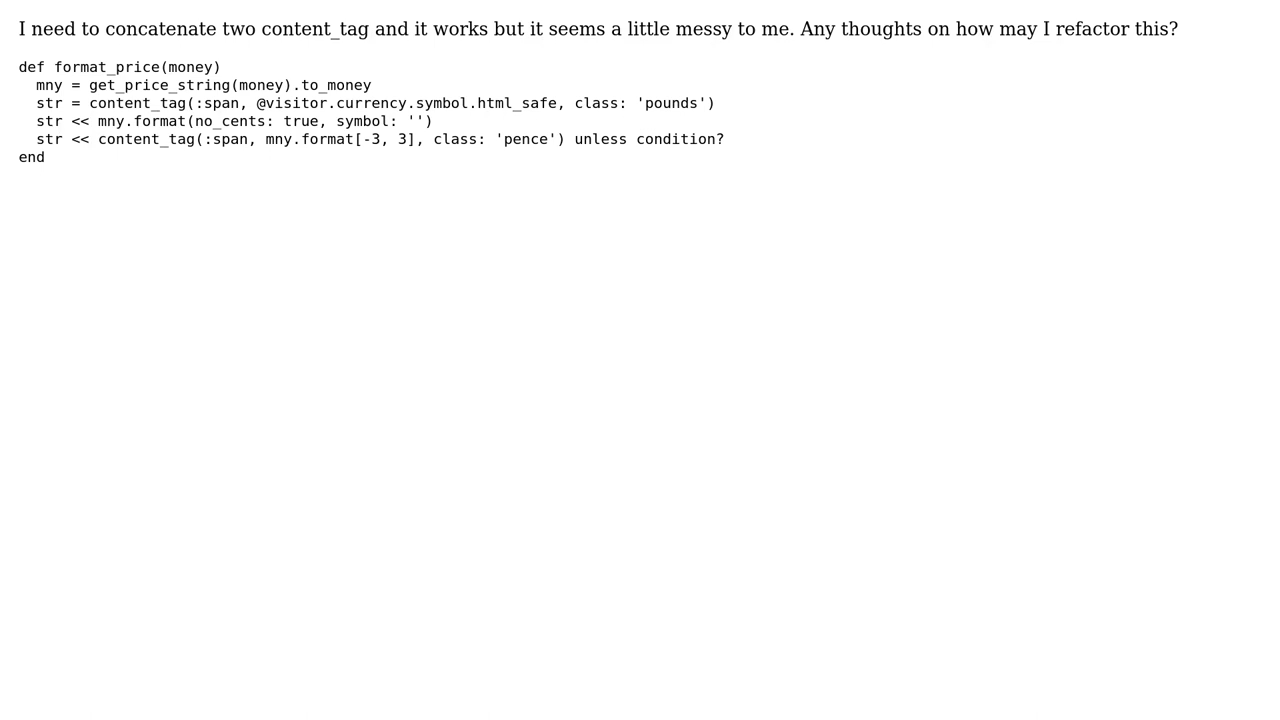 I need to concatenate two content_tag and it works but it seems a little messy to me. Any thoughts on how may I refactor this?
def format_price(money)
  mny = get_price_string(money).to_money
  str = content_tag(:span, @visitor.currency.symbol.html_safe, class: 'pounds')
  str << mny.format(no_cents: true, symbol: '')
  str << content_tag(:span, mny.format[-3, 3], class: 'pence') unless condition?
end